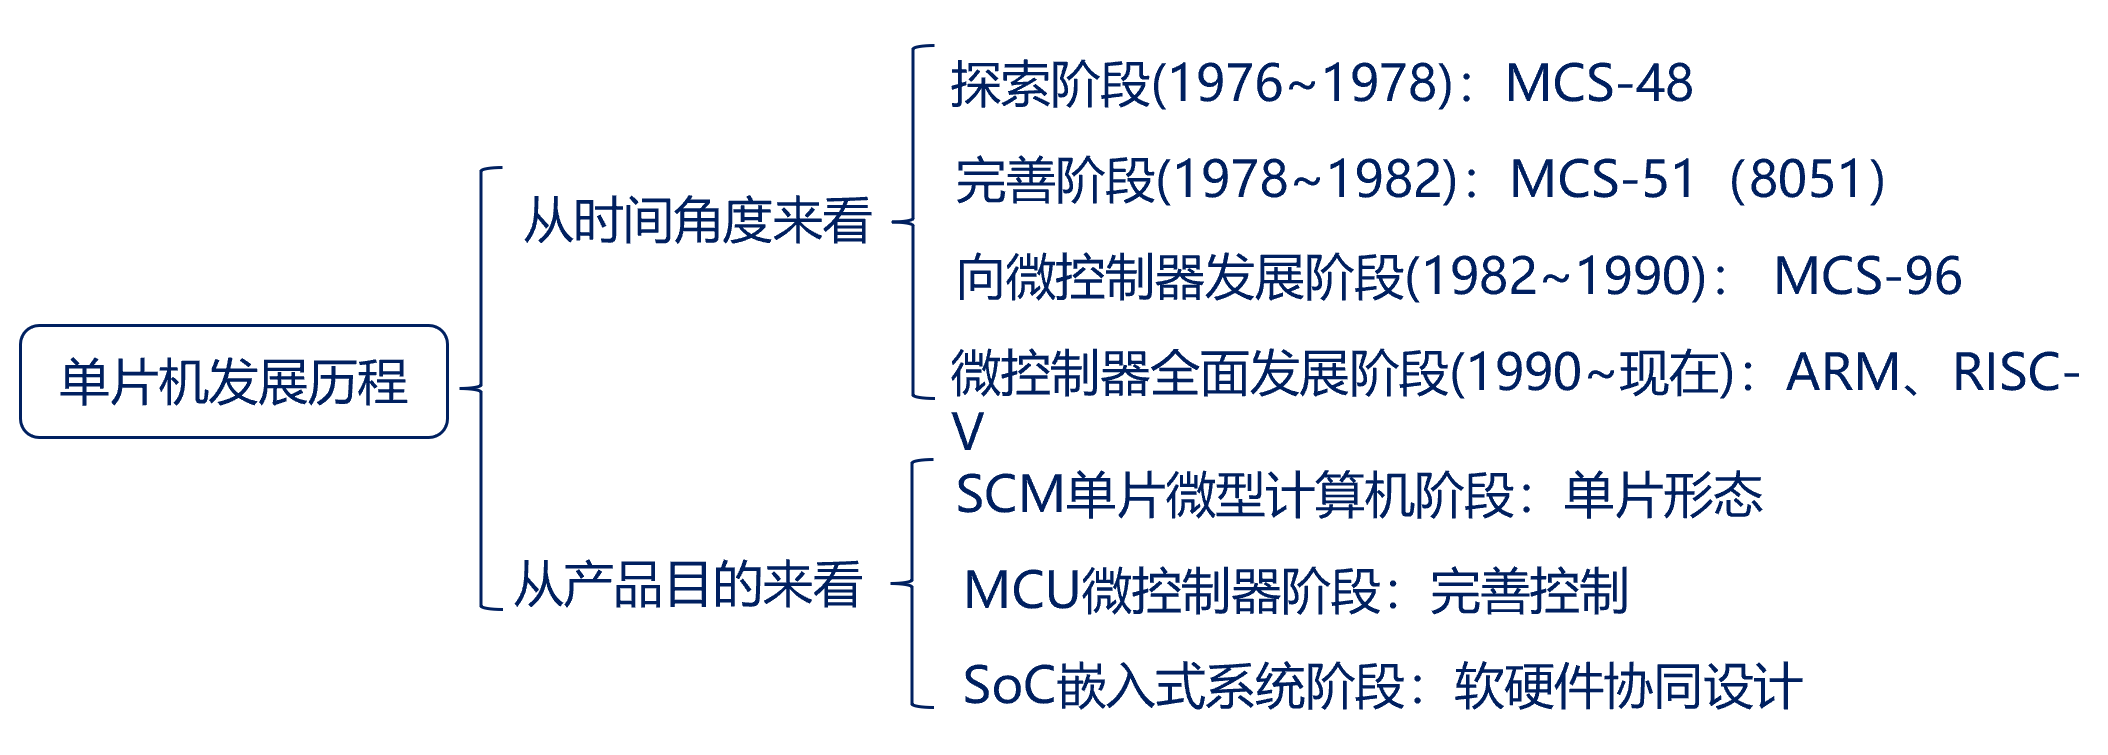 单片机发展历程
从时间角度来看
探索阶段(1976~1978)：MCS-48
完善阶段(1978~1982)：MCS-51（8051）
向微控制器发展阶段(1982~1990)： MCS-96
微控制器全面发展阶段(1990~现在)：ARM、RISC-
V
从产品目的来看
SCM单片微型计算机阶段：单片形态
MCU微控制器阶段：完善控制
SoC嵌入式系统阶段：软硬件协同设计